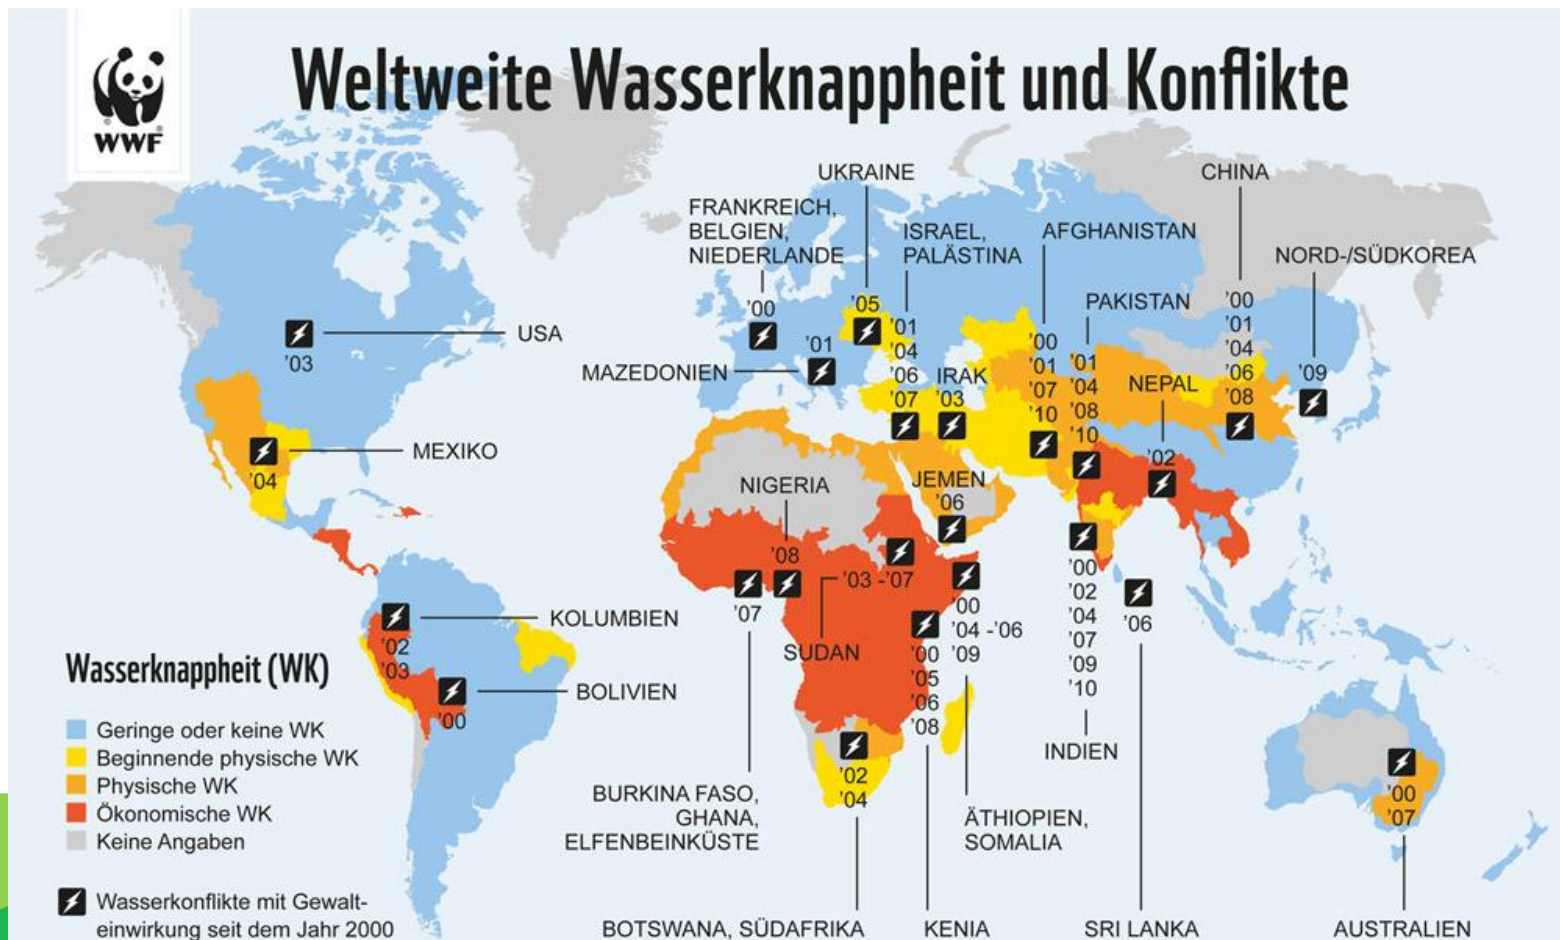 WWF
Weltweite Wasserknappheit und Konflikte
UKRAINE
'05
CHINA
'00
'01
'04
'06
'08
FRANKREICH,
BELGIEN,
NIEDERLANDE
'00
ISRAEL,
PALÄSTINA
'01
'04
'06
'07
AFGHANISTAN
'00
'01
'07
'10
NORD-/SÜDKOREA
'09
PAKISTAN
'01
'04
'08
'10
USA
'03
MAZEDONIEN
'01
IRAK
'03
NEPAL
'02
MEXIKO
'04
NIGERIA
'08
JEMEN
'06
SUDAN
'03 -'07
KOLUMBIEN
'02
'03
BOLIVIEN
'00
BURKINA FASO,
GHANA,
ELFENBEINKÜSTE
'07
BOTSWANA, SÜDAFRIKA
'02
'04
KENIA
'00
'05
'06
'08
ÄTHIOPIEN,
SOMALIA
'00
'04 -'06
'09
INDIEN
'00
'02
'04
'07
'09
'10
SRI LANKA
'06
AUSTRALIEN
'00
'07
Wasserknappheit (WK)
Geringe oder keine WK
Beginnende physische WK
Physische WK
Ökonomische WK
Keine Angaben
Wasserkonflikte mit Gewalt-
einwirkung seit dem Jahr 2000